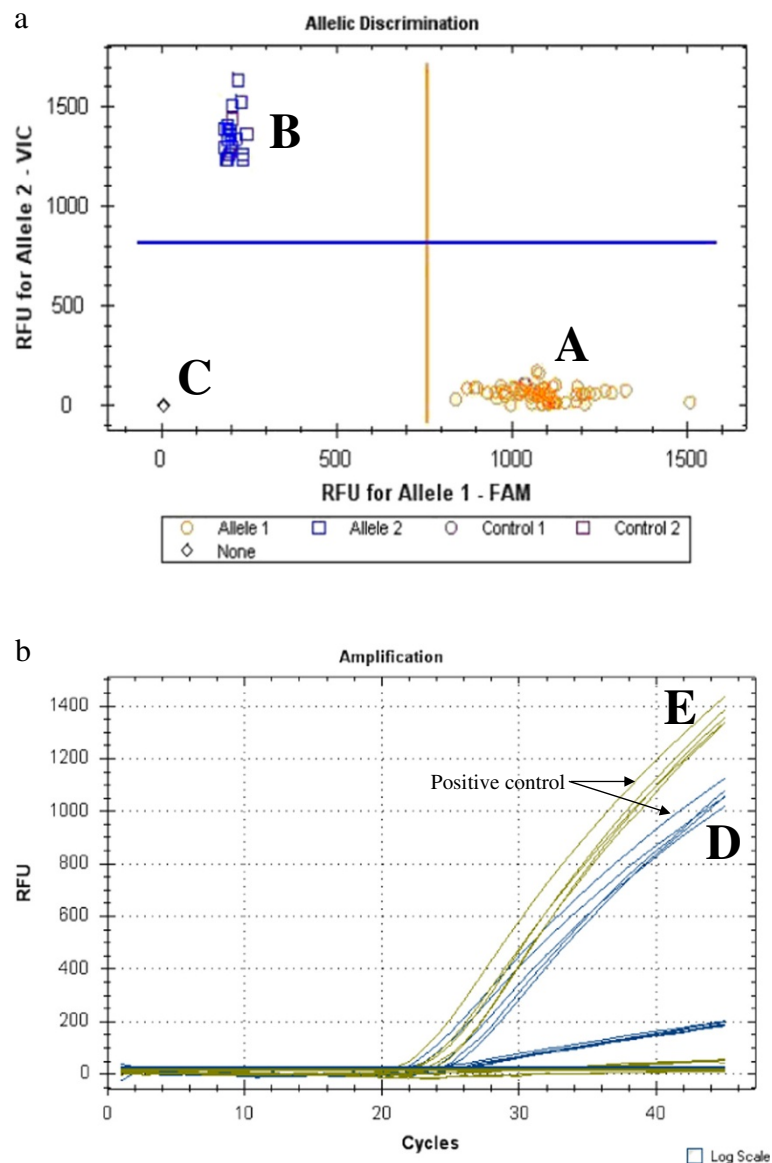 a
Allelic Discrimination
RFU for Allele 2 - VIC
1500
1000
500
0
B
A
C
0 500 1000 1500
RFU for Allele 1 - FAM
Allele 1 Allele 2 Control 1 Control 2
None
b
Amplification
RFU
1400
1200
1000
800
600
400
200
0
E
Positive control
D
10 20 30 40
Cycles
Log Scale